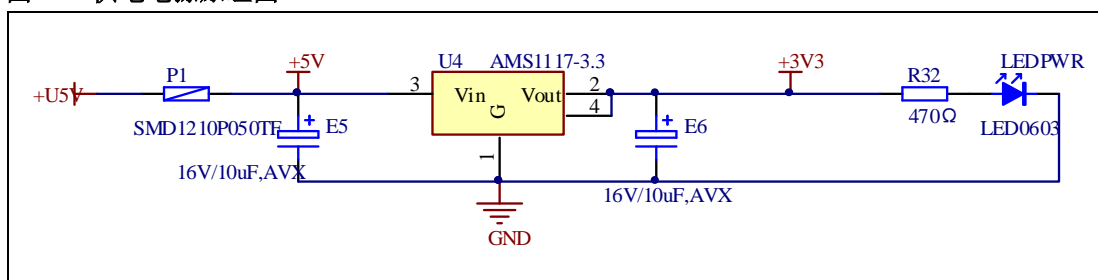 +5V
U4
AMS1117-3.3
+3V3
LEDPWR
P1
R32
+U5V
3
Vin
Vout
2
4
G
1
SMD1210P050TF
E5
E6
470Ω
LED0603
16V/10uF,AVX
16V/10uF,AVX
GND